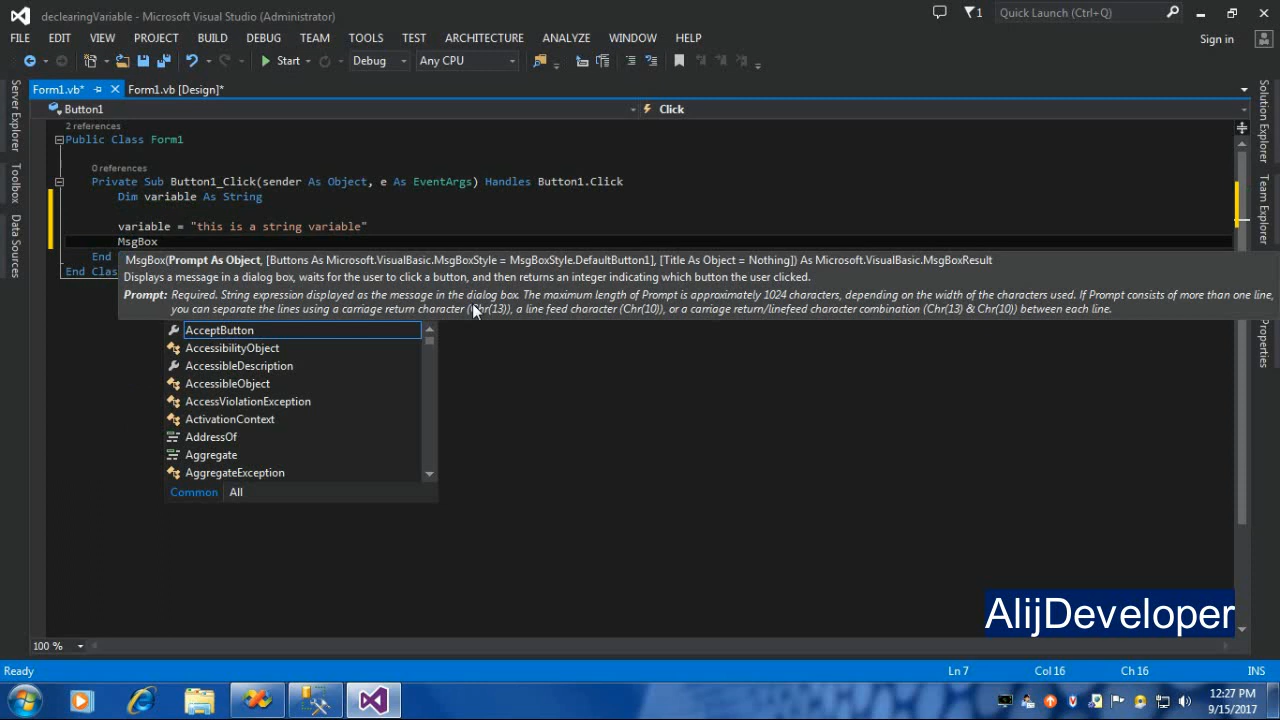 declearingVariable - Microsoft Visual Studio (Administrator)
1
Quick Launch (Ctrl+Q)
FILE EDIT VIEW PROJECT BUILD DEBUG TEAM TOOLS TEST ARCHITECTURE ANALYZE WINDOW HELP
Sign in
Start Debug Any CPU
Form1.vb* Form1.vb [Design]*
Button1 Click
Server Explorer
Toolbox
Data Sources
Solution Explorer
Team Explorer
Properties
2 references
Public Class Form1
0 references
Private Sub Button1_Click(sender As Object, e As EventArgs) Handles Button1.Click
Dim variable As String
variable = "this is a string variable"
MsgBox
End
End Clas
MsgBox(Prompt As Object, [Buttons As Microsoft.VisualBasic.MsgBoxStyle = MsgBoxStyle.DefaultButton1], [Title As Object = Nothing]) As Microsoft.VisualBasic.MsgBoxResult
Displays a message in a dialog box, waits for the user to click a button, and then returns an integer indicating which button the user clicked.
Prompt: Required. String expression displayed as the message in the dialog box. The maximum length of Prompt is approximately 1024 characters, depending on the width of the characters used. If Prompt consists of more than one line,
you can separate the lines using a carriage return character (Chr(13)), a line feed character (Chr(10)), or a carriage return/linefeed character combination (Chr(13) & Chr(10)) between each line.
AcceptButton
AccessibilityObject
AccessibleDescription
AccessibleObject
AccessViolationException
ActivationContext
AddressOf
Aggregate
AggregateException
Common All
AlijDeveloper
100 %
Ready Ln 7 Col 16 Ch 16 INS
12:27 PM
9/15/2017